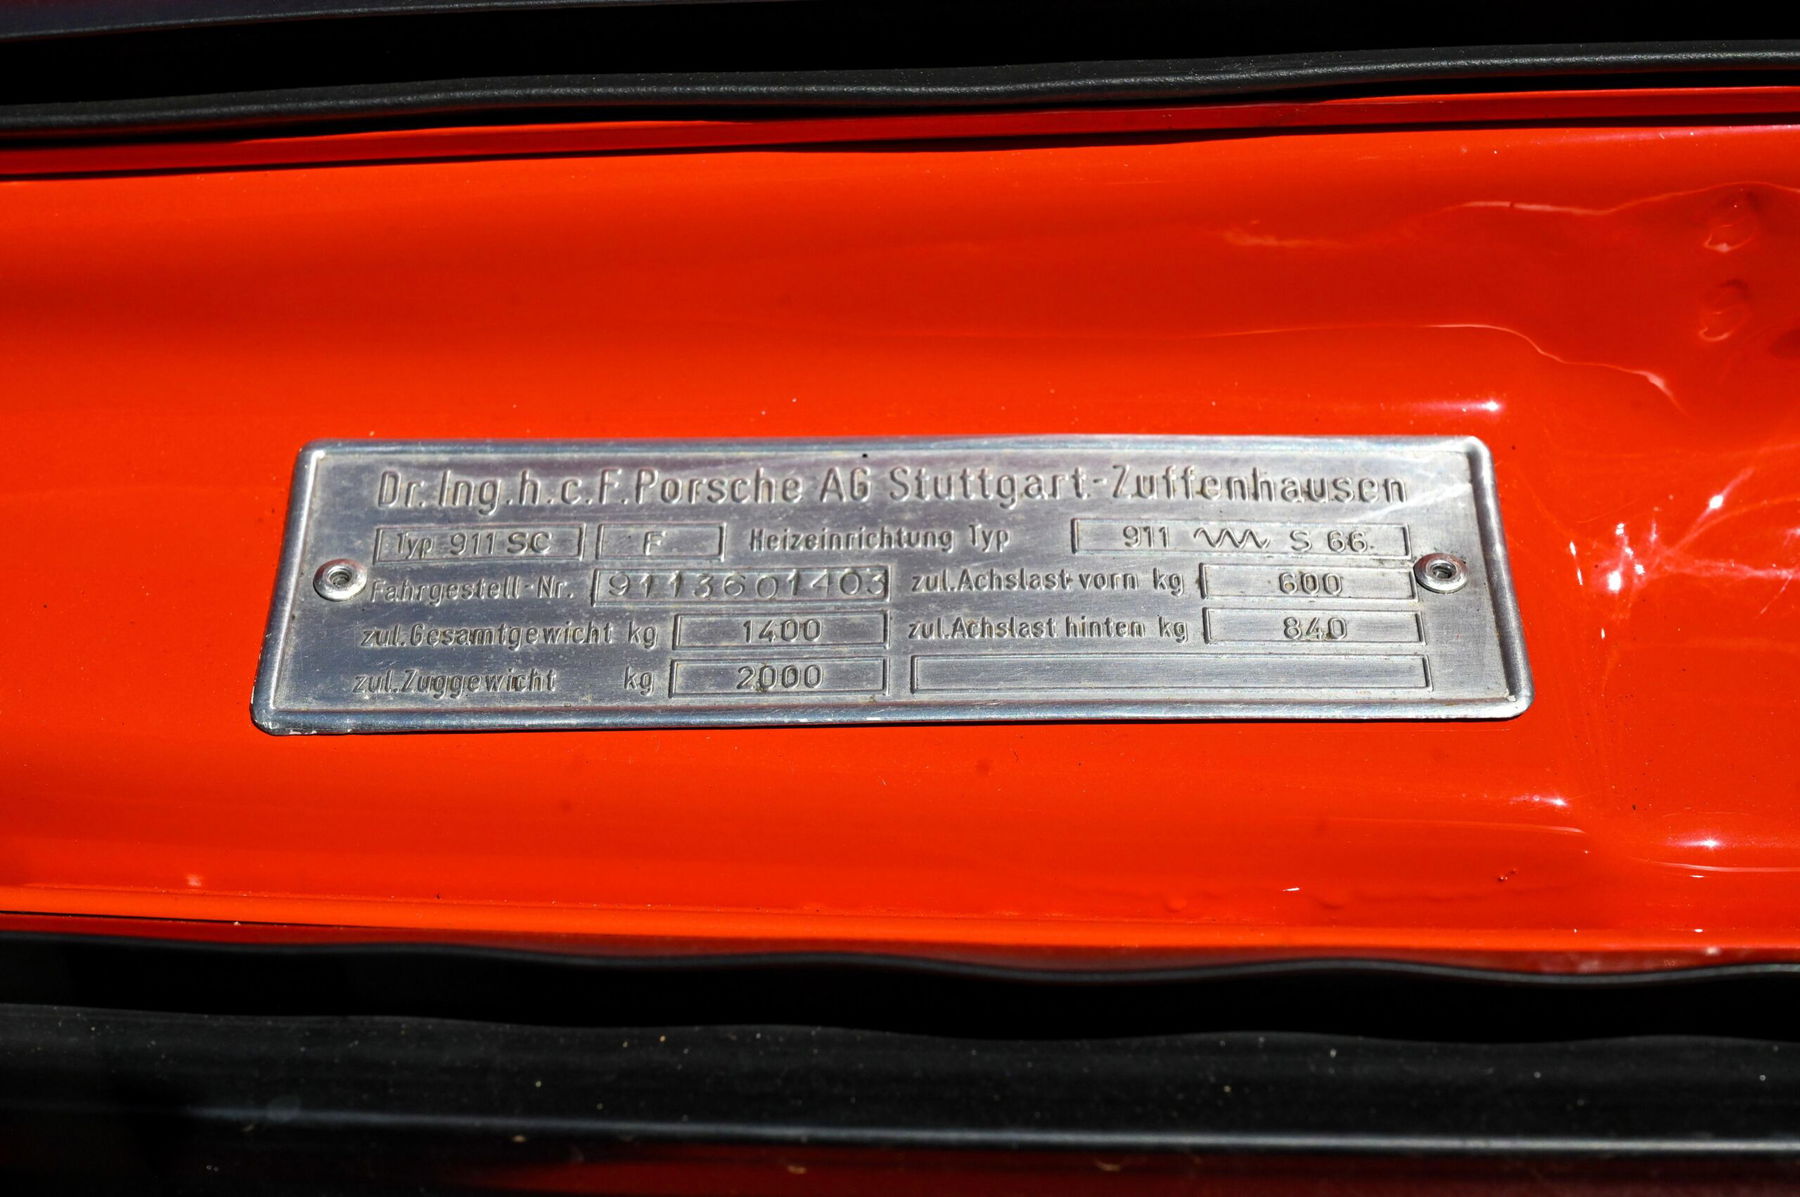 Dr.Ing.h.c.F.Porsche AG Stuttgart-Zuffenhausen
Typ 911 SC F Heizeinrichtung Typ 911 S 66.
Fahrgestell-Nr. 9113601403 zul.Achslast vorn kg 600
zul.Gesamtgewicht kg 1400 zul.Achslast hinten kg 840
zul.Zuggewicht kg 2000